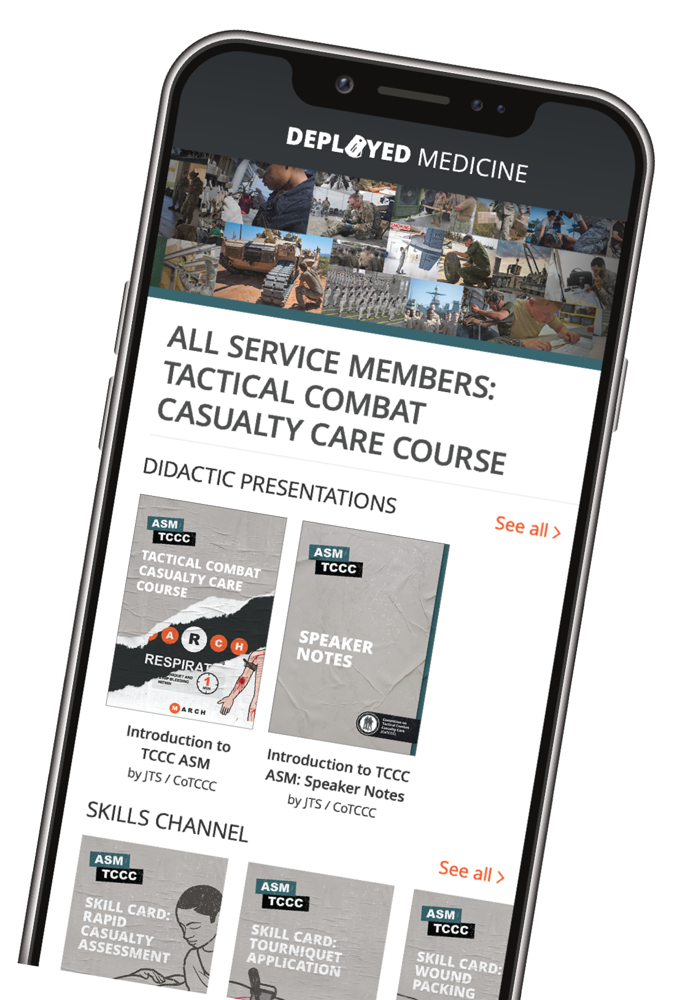 DEPLOYED MEDICINE
SMOKING
ALL SERVICE MEMBERS:
TACTICAL COMBAT
CASUALTY CARE COURSE
DIDACTIC PRESENTATIONS
See all >
ASM
TCCC
TACTICAL COMBAT
CASUALTY CARE
COURSE
A R C H
RESPIRAT
NIQUET AND
STOP BLEEDING
WITHIN
1
MIN
MARCH
Introduction to
TCCC ASM
by JTS / CoTCCC
ASM
TCCC
SPEAKER
NOTES
Committee on
Tactical Combat
Casualty Care
(CoTCCC)
Introduction to TCCC
ASM: Speaker Notes
by JTS / CoTCCC
SKILLS CHANNEL
See all >
ASM
TCCC
SKILL CARD:
RAPID
CASUALTY
ASSESSMENT
ASM
TCCC
SKILL CARD:
TOURNIQUET
APPLICATION
ASM
TCCC
SKILL CARD:
WOUND
PACKING